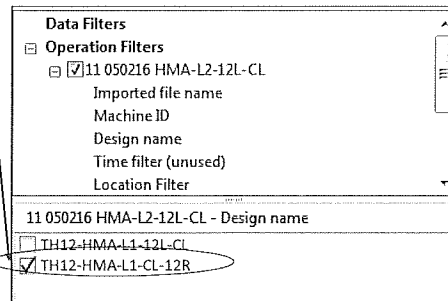 Data Filters
Operation Filters
11 050216 HMA-L2-12L-CL
Imported file name
Machine ID
Design name
Time filter (unused)
Location Filter
11 050216 HMA-L2-12L-CL - Design name
TH12-HMA-L1-12L-CL
TH12-HMA-L1-CL-12R